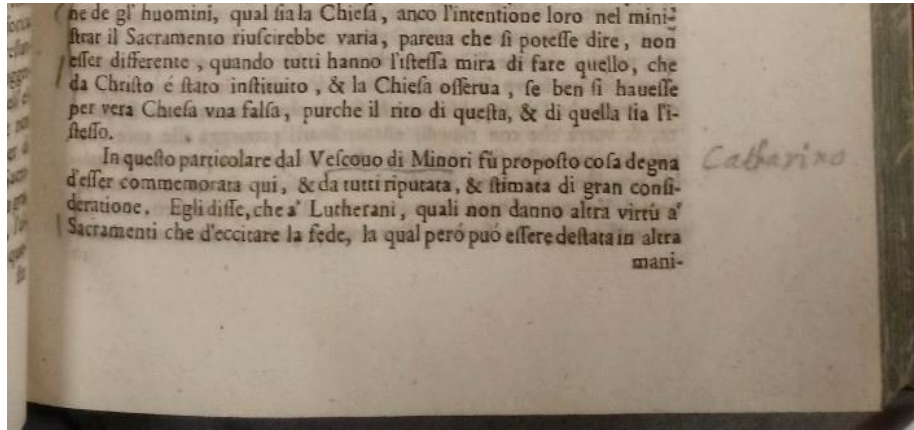 ne de gl' huomini, qual sia la Chiesa, anco l'intentione loro nel mini-
strar il Sacramento riuscirebbe varia, pareua che si potesse dire, non
esser differente, quando tutti hanno l'istessa mira di fare quello, che
da Christo é stato instituito, & la Chiesa osserua, se ben si hauesse
per vera Chiesa vna falsa, purche il rito di questa, & di quella sia l'i-
stesso.
In questo particolare dal Vescouo di Minori fù proposto cosa degna
d'esser commemorata qui, & da tutti riputata, & stimata di gran consi-
deratione. Egli disse, che a' Lutherani, quali non danno altra virtù a'
Sacramenti che d'eccitare la fede, la qual peró puó essere destata in altra
mani-
Catharino